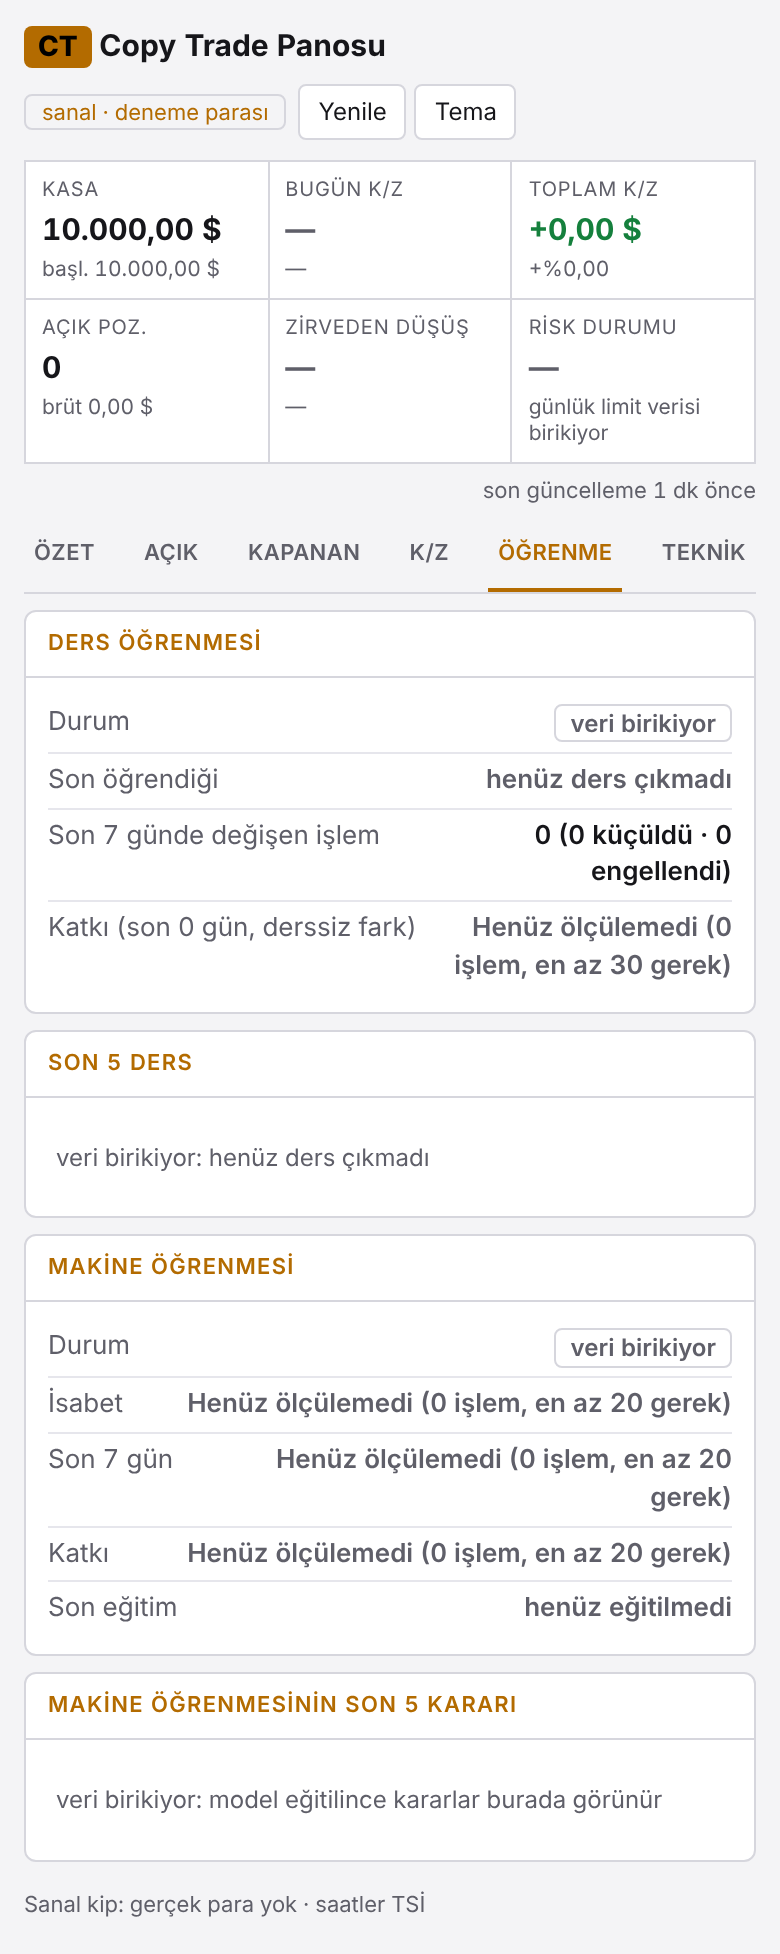 CT Copy Trade Panosu
sanal · deneme parası Yenile Tema
KASA
10.000,00 $
başl. 10.000,00 $
BUGÜN K/Z
—
—
TOPLAM K/Z
+0,00 $
+%0,00
AÇIK POZ.
0
brüt 0,00 $
ZİRVEDEN DÜŞÜŞ
—
—
RİSK DURUMU
—
günlük limit verisi
birikiyor
son güncelleme 1 dk önce
ÖZET AÇIK KAPANAN K/Z ÖĞRENME TEKNİK
DERS ÖĞRENMESİ
Durum veri birikiyor
Son öğrendiği henüz ders çıkmadı
Son 7 günde değişen işlem 0 (0 küçüldü · 0
engellendi)
Katkı (son 0 gün, derssiz fark) Henüz ölçülemedi (0
işlem, en az 30 gerek)
SON 5 DERS
veri birikiyor: henüz ders çıkmadı
MAKİNE ÖĞRENMESİ
Durum veri birikiyor
İsabet Henüz ölçülemedi (0 işlem, en az 20 gerek)
Son 7 gün Henüz ölçülemedi (0 işlem, en az 20
gerek)
Katkı Henüz ölçülemedi (0 işlem, en az 20 gerek)
Son eğitim henüz eğitilmedi
MAKİNE ÖĞRENMESİNİN SON 5 KARARI
veri birikiyor: model eğitilince kararlar burada görünür
Sanal kip: gerçek para yok · saatler TSİ